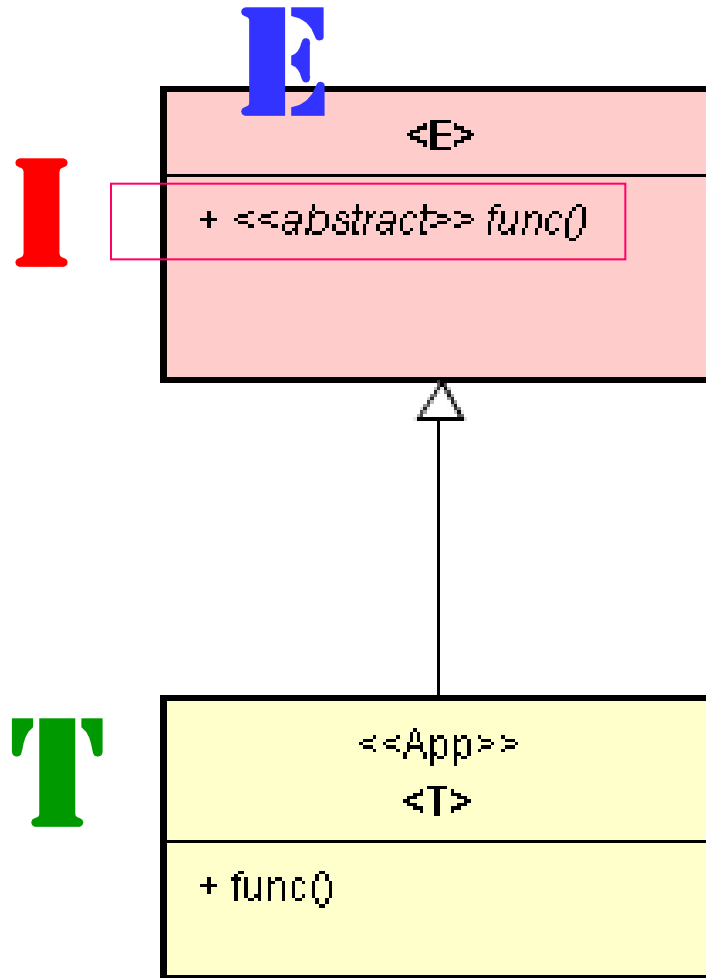 E
<E>
I
+ <<abstract>> func()
T
<<App>>
<T>
+ func()